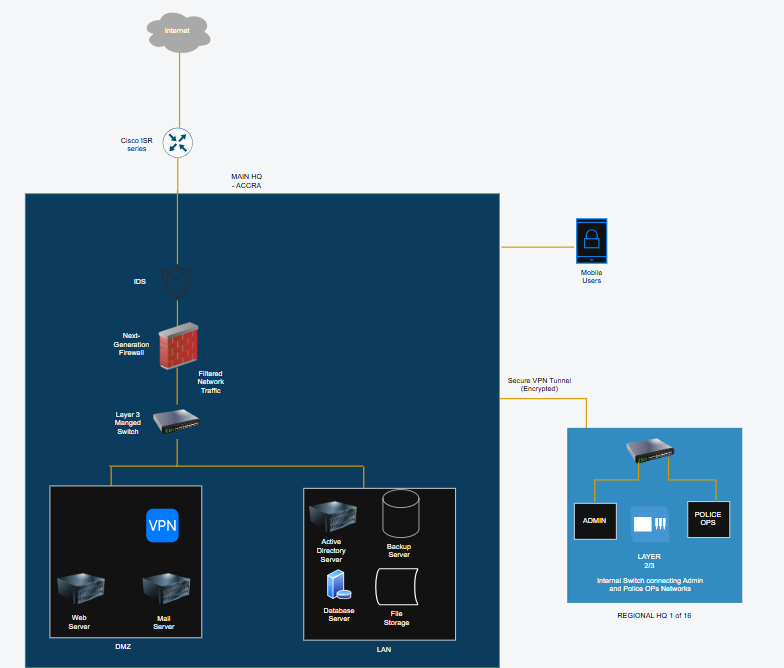 Internet
Cisco ISR
series
MAIN HQ
- ACCRA
IDS
Mobile
Users
Next-
Generation
Firewall
Filtered
Network
Traffic
Secure VPN Tunnel
(Encrypted)
Layer 3
Manged
Switch
VPN
Active
Directory
Server
Backup
Server
ADMIN
POLICE
OPS
LAYER
2/3
Internal Switch connecting Admin
and Police OPs Networks
Web
Server
Mail
Server
Database
Server
File
Storage
REGIONAL HQ 1 of 16
DMZ
LAN